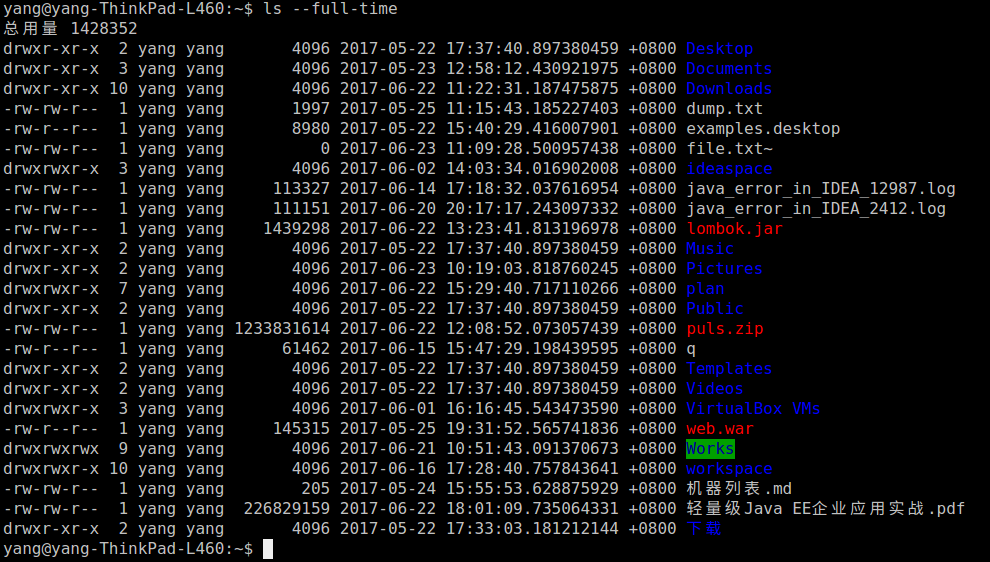 yang@yang-ThinkPad-L460:~$ ls --full-time
总用量 1428352
drwxr-xr-x  2 yang yang       4096 2017-05-22 17:37:40.897380459 +0800 Desktop
drwxr-xr-x  3 yang yang       4096 2017-05-23 12:58:12.430921975 +0800 Documents
drwxr-xr-x 10 yang yang       4096 2017-06-22 11:22:31.187475875 +0800 Downloads
-rw-rw-r--  1 yang yang       1997 2017-05-25 11:15:43.185227403 +0800 dump.txt
-rw-r--r--  1 yang yang       8980 2017-05-22 15:40:29.416007901 +0800 examples.desktop
-rw-rw-r--  1 yang yang          0 2017-06-23 11:09:28.500957438 +0800 file.txt~
drwxrwxr-x  3 yang yang       4096 2017-06-02 14:03:34.016902008 +0800 ideaspace
-rw-rw-r--  1 yang yang     113327 2017-06-14 17:18:32.037616954 +0800 java_error_in_IDEA_12987.log
-rw-rw-r--  1 yang yang     111151 2017-06-20 20:17:17.243097332 +0800 java_error_in_IDEA_2412.log
-rw-rw-r--  1 yang yang    1439298 2017-06-22 13:23:41.813196978 +0800 lombok.jar
drwxr-xr-x  2 yang yang       4096 2017-05-22 17:37:40.897380459 +0800 Music
drwxr-xr-x  2 yang yang       4096 2017-06-23 10:19:03.818760245 +0800 Pictures
drwxrwxr-x  7 yang yang       4096 2017-06-22 15:29:40.717110266 +0800 plan
drwxr-xr-x  2 yang yang       4096 2017-05-22 17:37:40.897380459 +0800 Public
-rw-rw-r--  1 yang yang 1233831614 2017-06-22 12:08:52.073057439 +0800 puls.zip
-rw-r--r--  1 yang yang      61462 2017-06-15 15:47:29.198439595 +0800 q
drwxr-xr-x  2 yang yang       4096 2017-05-22 17:37:40.897380459 +0800 Templates
drwxr-xr-x  2 yang yang       4096 2017-05-22 17:37:40.897380459 +0800 Videos
drwxrwxr-x  3 yang yang       4096 2017-06-01 16:16:45.543473590 +0800 VirtualBox VMs
-rw-r--r--  1 yang yang     145315 2017-05-25 19:31:52.565741836 +0800 web.war
drwxrwxrwx  9 yang yang       4096 2017-06-21 10:51:43.091370673 +0800 Works
drwxrwxr-x 10 yang yang       4096 2017-06-16 17:28:40.757843641 +0800 workspace
-rw-rw-r--  1 yang yang        205 2017-05-24 15:55:53.628875929 +0800 机器列表.md
-rw-rw-r--  1 yang yang  226829159 2017-05-22 18:01:09.735064331 +0800 轻量级Java EE企业应用实战.pdf
drwxr-xr-x  2 yang yang       4096 2017-05-22 17:33:03.181212144 +0800 下载
yang@yang-ThinkPad-L460:~$